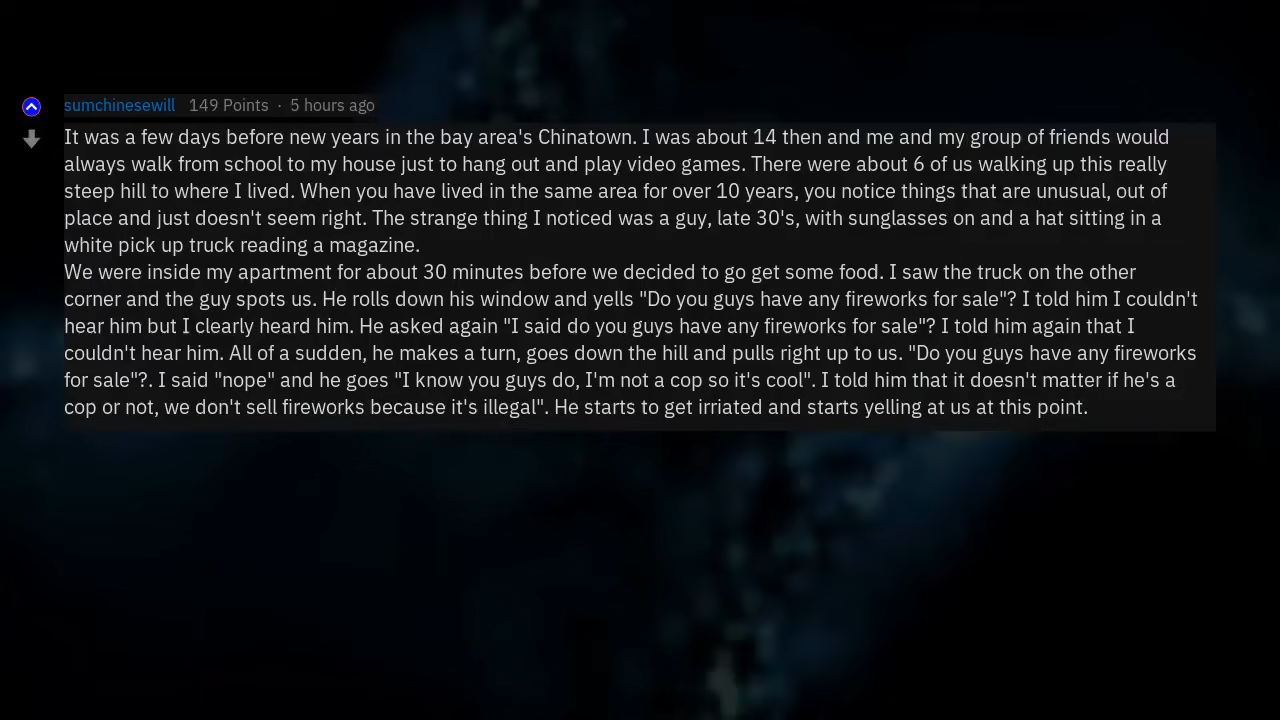 sumchinesewill 149 Points · 5 hours ago
It was a few days before new years in the bay area's Chinatown. I was about 14 then and me and my group of friends would
always walk from school to my house just to hang out and play video games. There were about 6 of us walking up this really
steep hill to where I lived. When you have lived in the same area for over 10 years, you notice things that are unusual, out of
place and just doesn't seem right. The strange thing I noticed was a guy, late 30's, with sunglasses on and a hat sitting in a
white pick up truck reading a magazine.
We were inside my apartment for about 30 minutes before we decided to go get some food. I saw the truck on the other
corner and the guy spots us. He rolls down his window and yells "Do you guys have any fireworks for sale"? I told him I couldn't
hear him but I clearly heard him. He asked again "I said do you guys have any fireworks for sale"? I told him again that I
couldn't hear him. All of a sudden, he makes a turn, goes down the hill and pulls right up to us. "Do you guys have any fireworks
for sale"?. I said "nope" and he goes "I know you guys do, I'm not a cop so it's cool". I told him that it doesn't matter if he's a
cop or not, we don't sell fireworks because it's illegal". He starts to get irriated and starts yelling at us at this point.